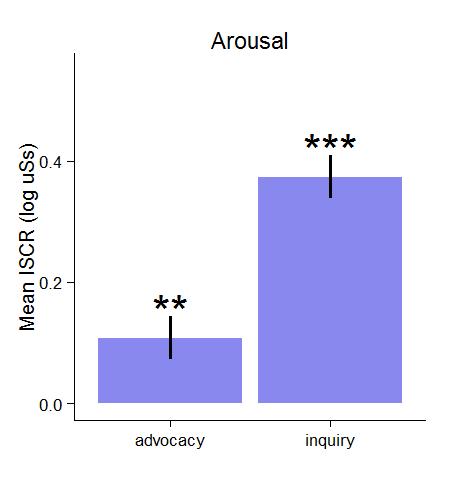 Arousal
Mean ISCR (log uSs)
0.4
0.2
0.0
**
***
advocacy
inquiry